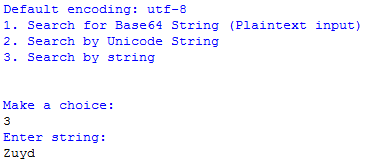 Default encoding: utf-8
1. Search for Base64 String (Plaintext input)
2. Search by Unicode String
3. Search by string
Make a choice:
3
Enter string:
Zuyd